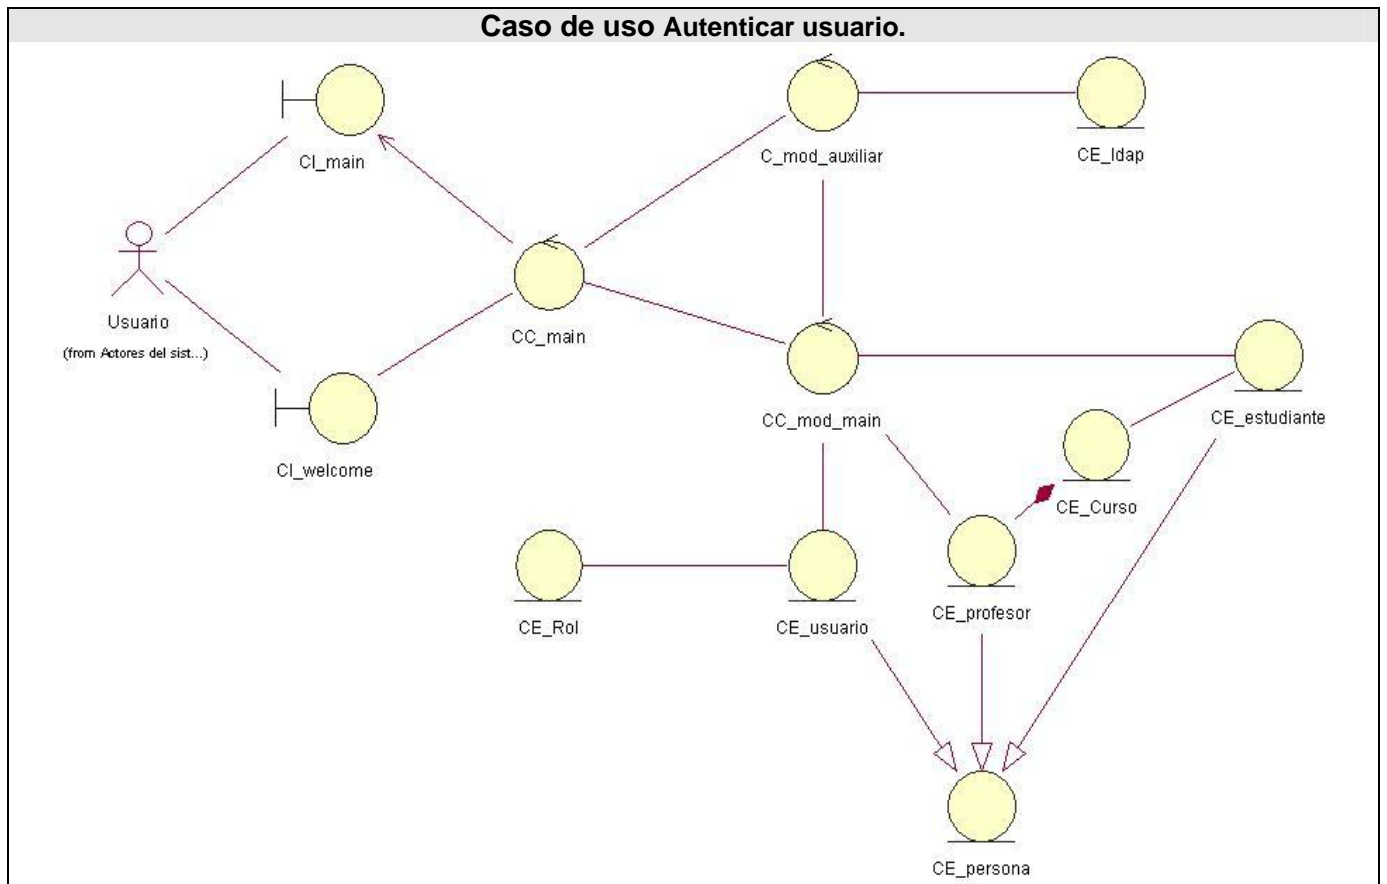 Caso de uso Autenticar usuario.
CI_main
C_mod_auxiliar
CE_ldap
Usuario
(from Actores del sist...)
CC_main
CI_welcome
CC_mod_main
CE_estudiante
CE_Curso
CE_Rol
CE_usuario
CE_profesor
CE_persona